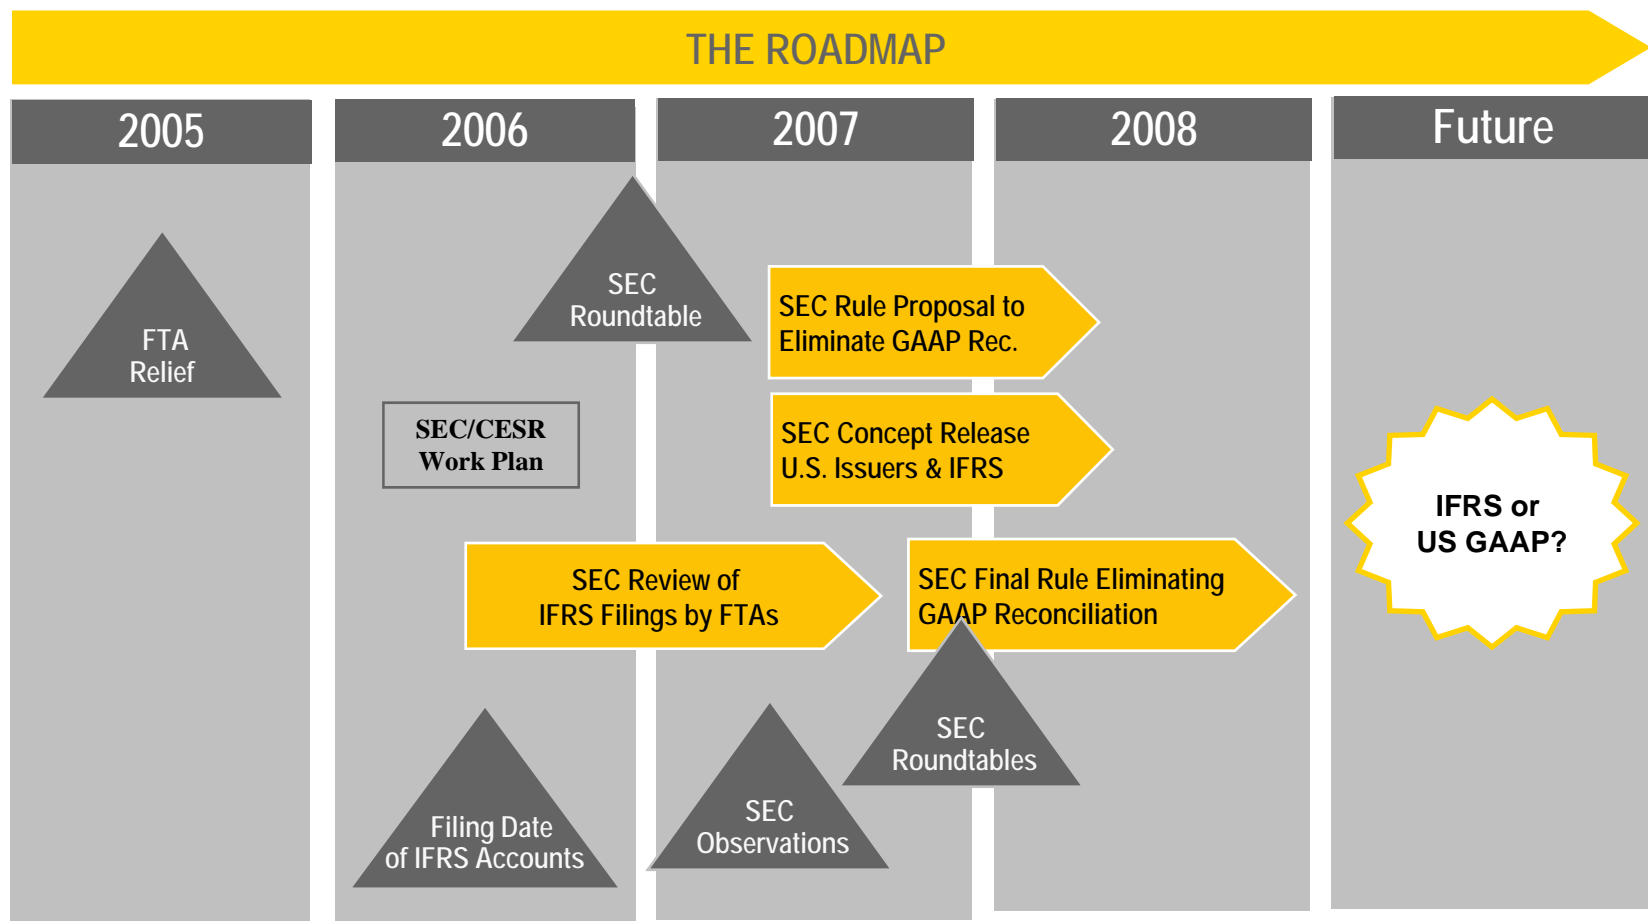 THE ROADMAP
2005
2006
2007
2008
Future
FTA
Relief
SEC
Roundtable
SEC/CESR
Work Plan
SEC Rule Proposal to
Eliminate GAAP Rec.
SEC Concept Release
U.S. Issuers & IFRS
SEC Review of
IFRS Filings by FTAs
SEC Final Rule Eliminating
GAAP Reconciliation
IFRS or
US GAAP?
Filing Date
of IFRS Accounts
SEC
Observations
SEC
Roundtables